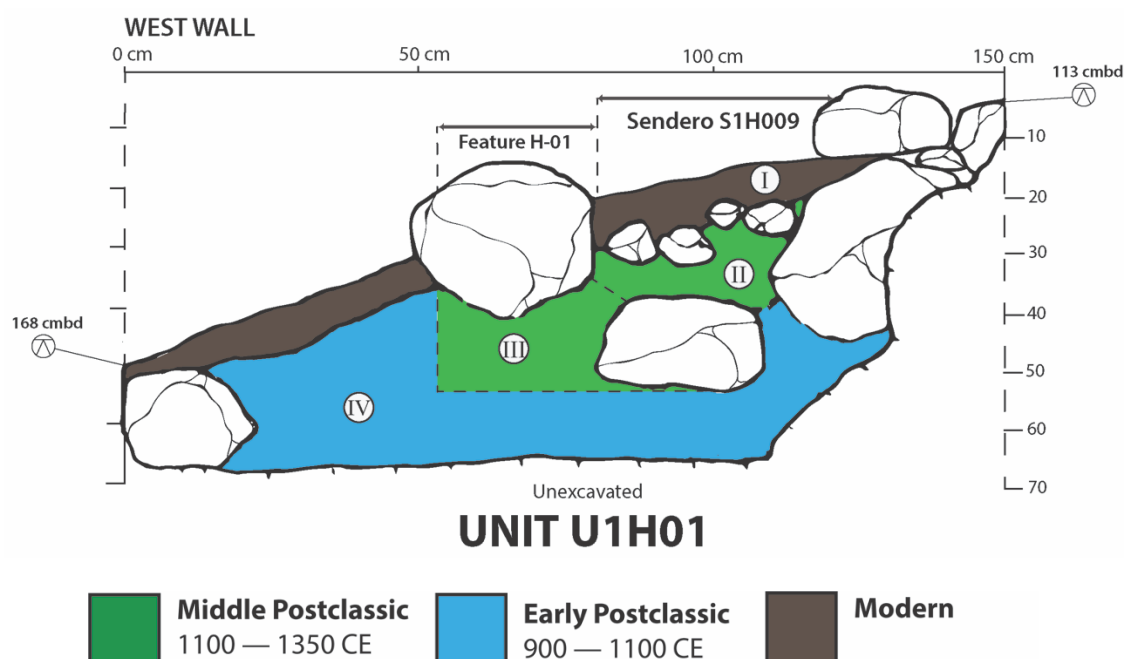 WEST WALL
0 cm
50 cm
100 cm
150 cm
113 cmbd
Sendero S1H009
Feature H-01
10
I
20
30
II
40
168 cmbd
III
50
IV
60
70
Unexcavated
UNIT U1H01
Middle Postclassic
1100 — 1350 CE
Early Postclassic
900 — 1100 CE
Modern